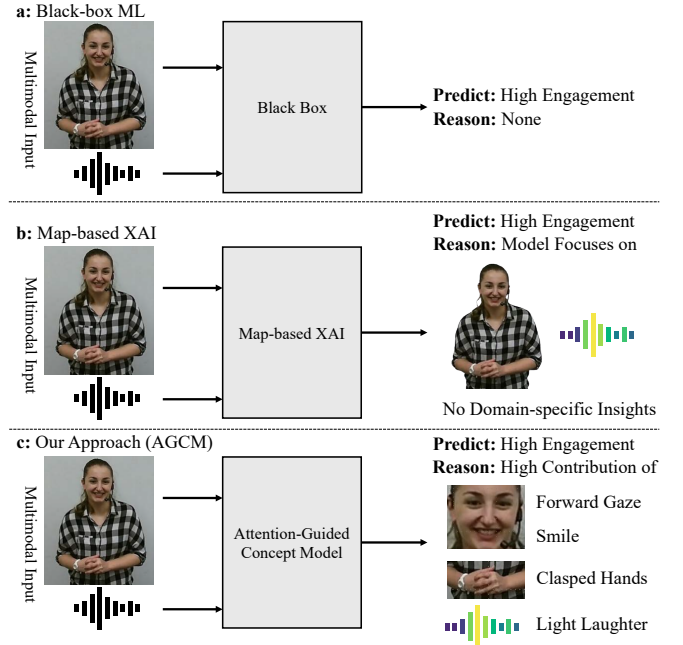 a: Black-box ML
Multimodal Input
Black Box
Predict: High Engagement
Reason: None
b: Map-based XAI
Multimodal Input
Map-based XAI
Predict: High Engagement
Reason: Model Focuses on
No Domain-specific Insights
c: Our Approach (AGCM)
Multimodal Input
Attention-Guided
Concept Model
Predict: High Engagement
Reason: High Contribution of
Forward Gaze
Smile
Clasped Hands
Light Laughter